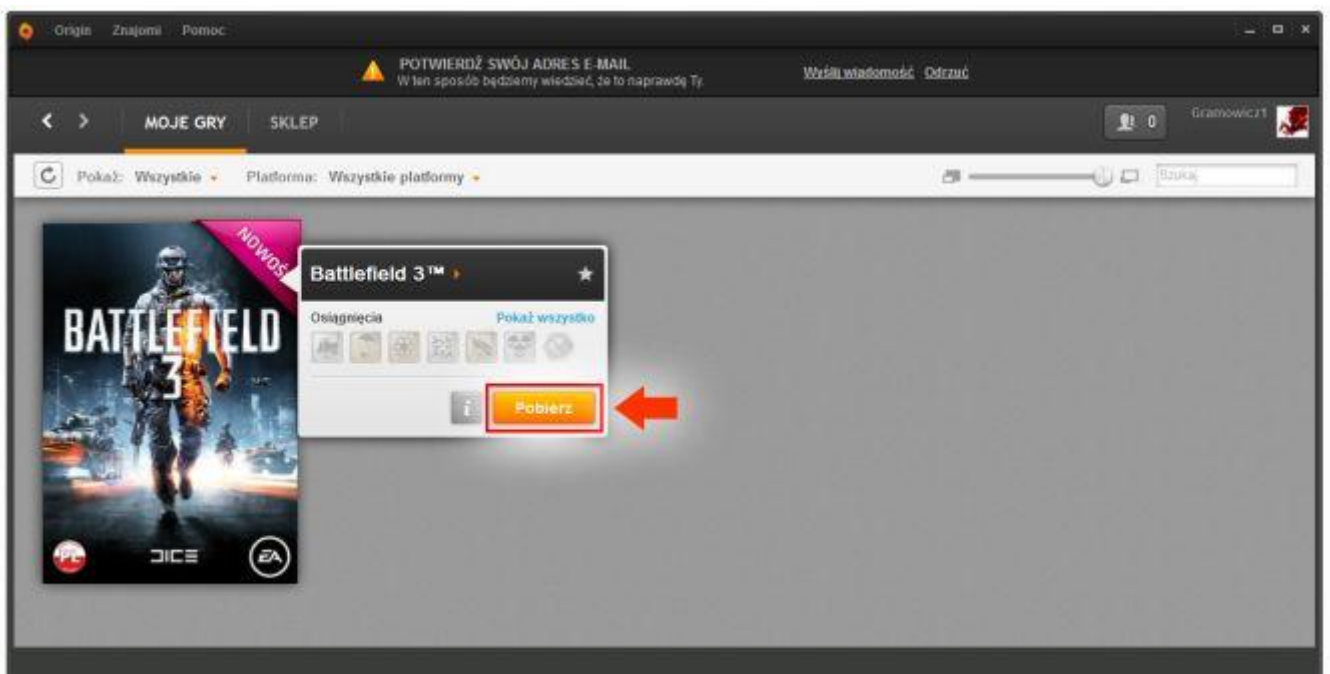 Origin Znajomi Pomoc
POTWIERDŹ SWÓJ ADRES E-MAIL
W ten sposób będziemy wiedzieć, że to naprawdę Ty.
Wyślij wiadomość Odrzuć
MOJE GRY SKLEP
0 Gramowicz1
Pokaż: Wszystkie Platforma: Wszystkie platformy
Szukaj
NOWOŚ
Battlefield 3™
Osiągnięcia Pokaż wszystko
i Pobierz
BATTLEFIELD
3
PL DICE EA